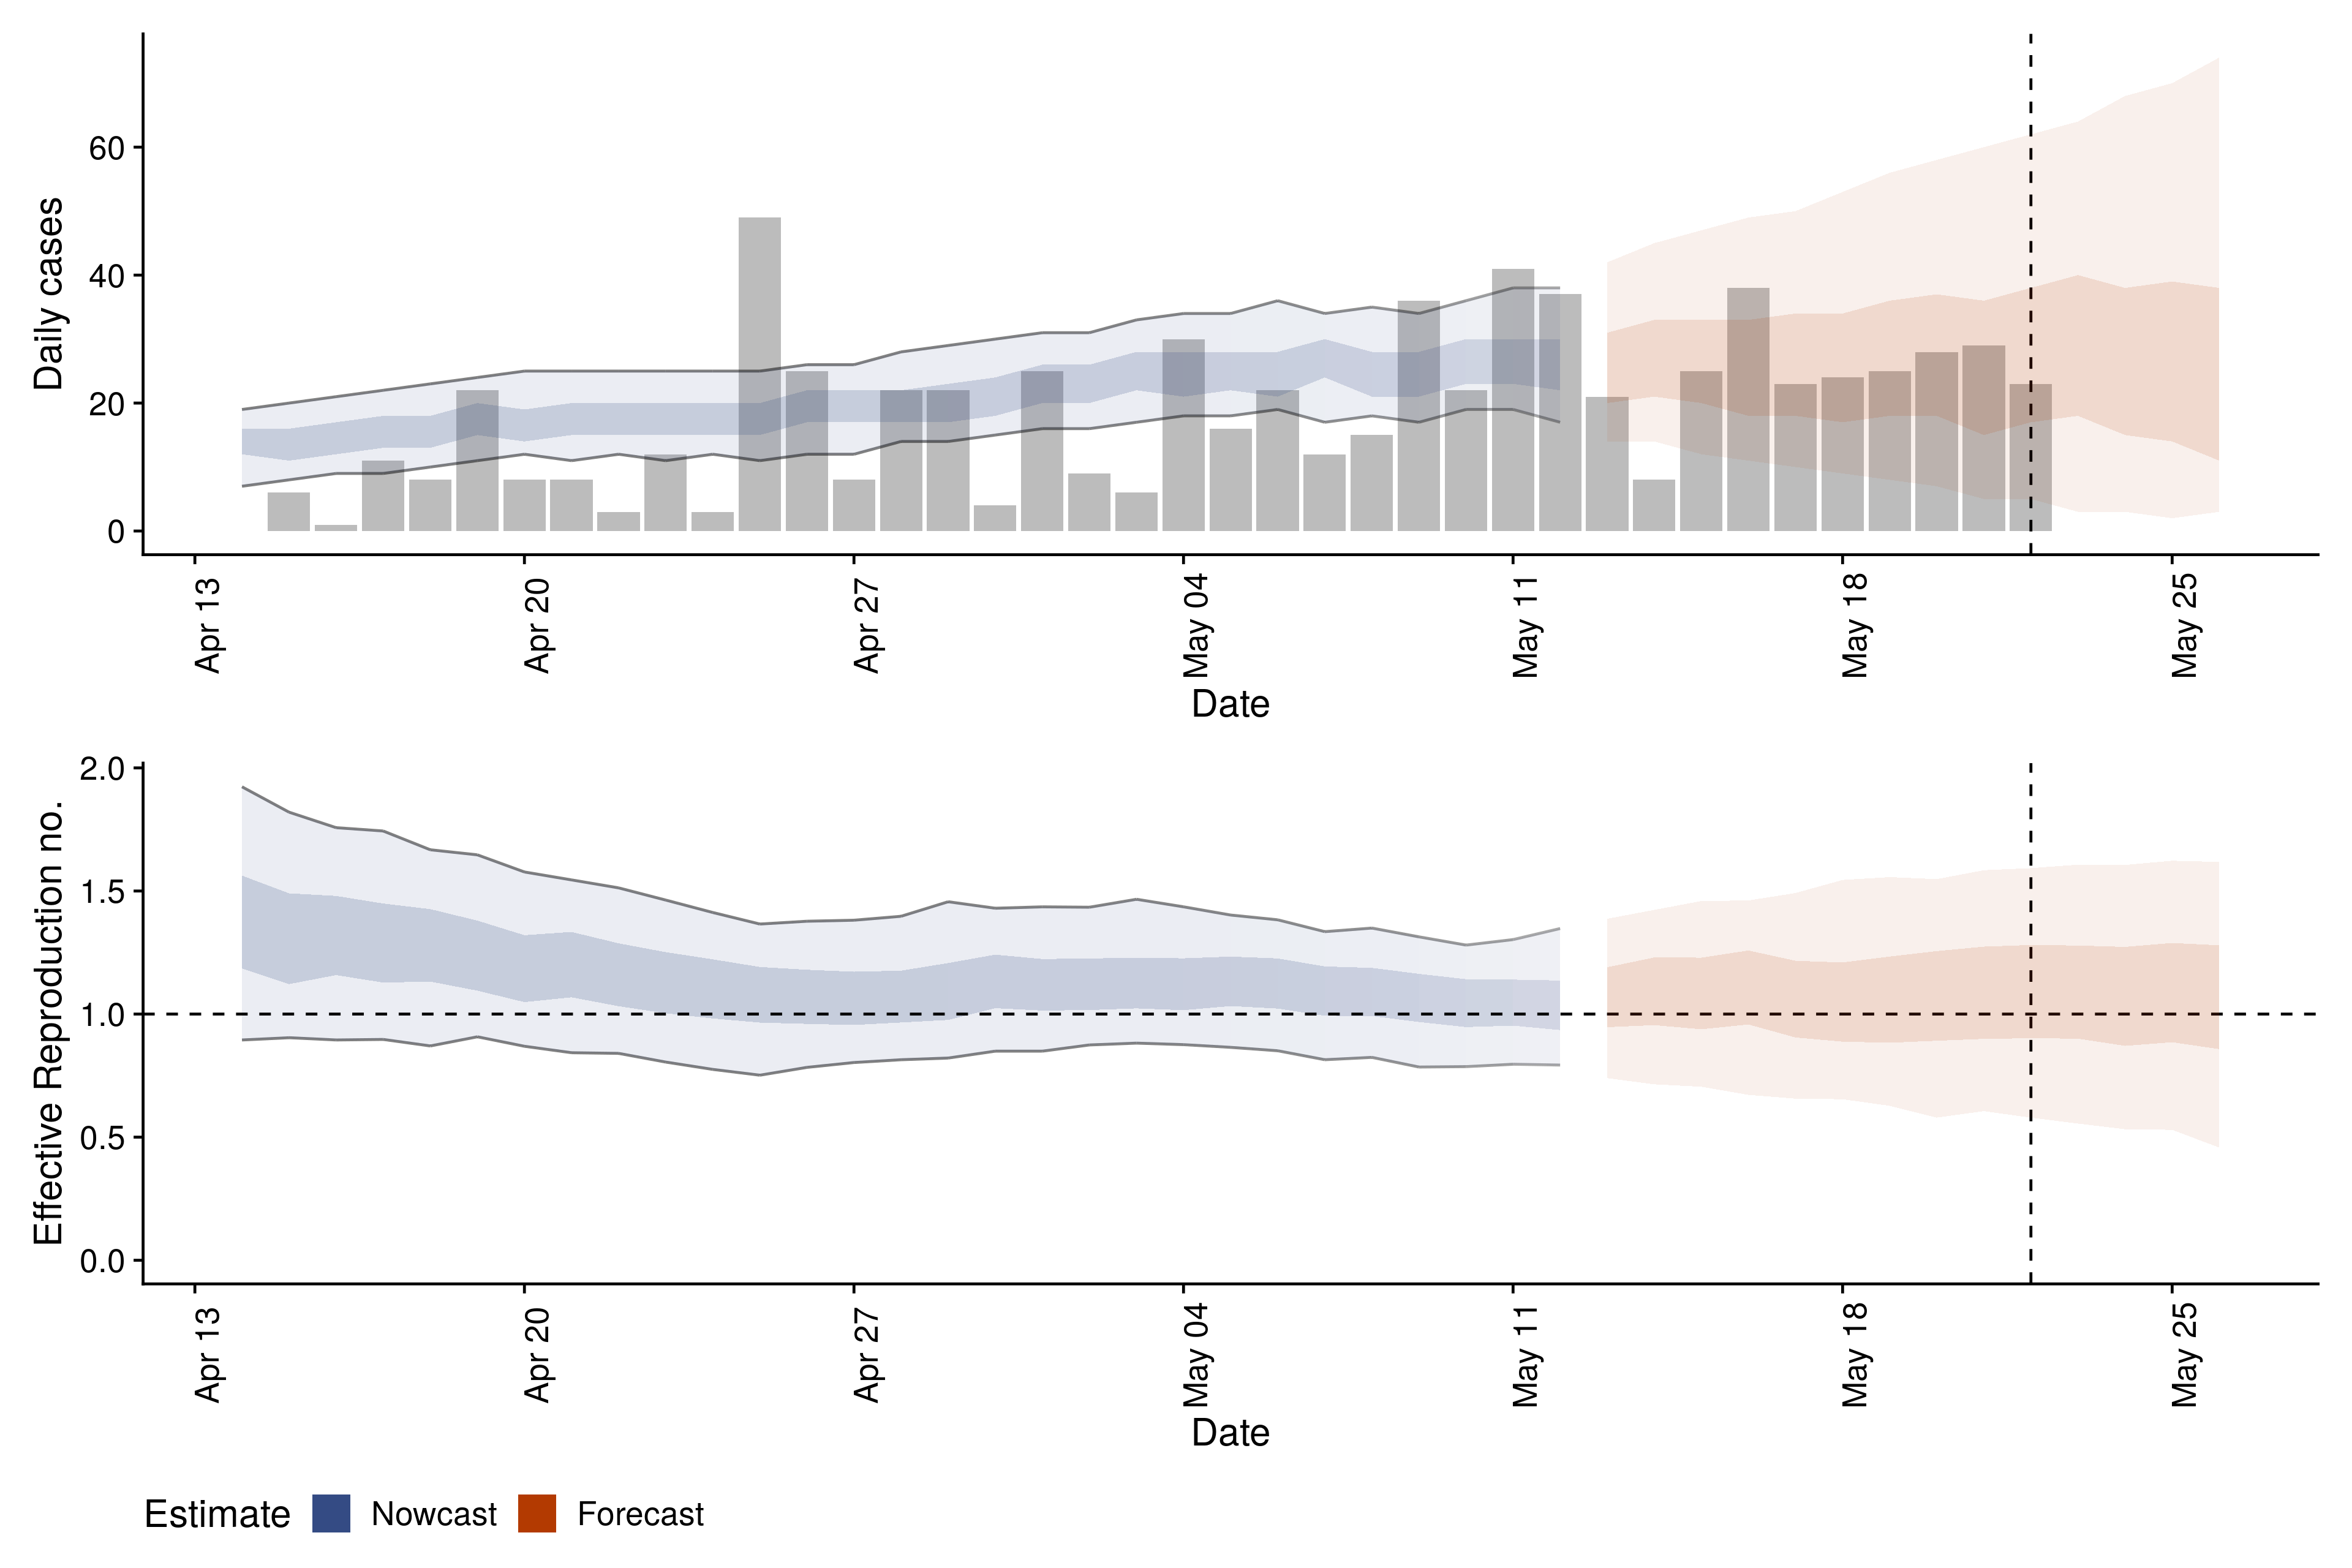 Daily cases
60
40
20
0
Apr 13
Apr 20
Apr 27
May 04
May 11
May 18
May 25
Date
Effective Reproduction no.
2.0
1.5
1.0
0.5
0.0
Apr 13
Apr 20
Apr 27
May 04
May 11
May 18
May 25
Date
Estimate Nowcast Forecast